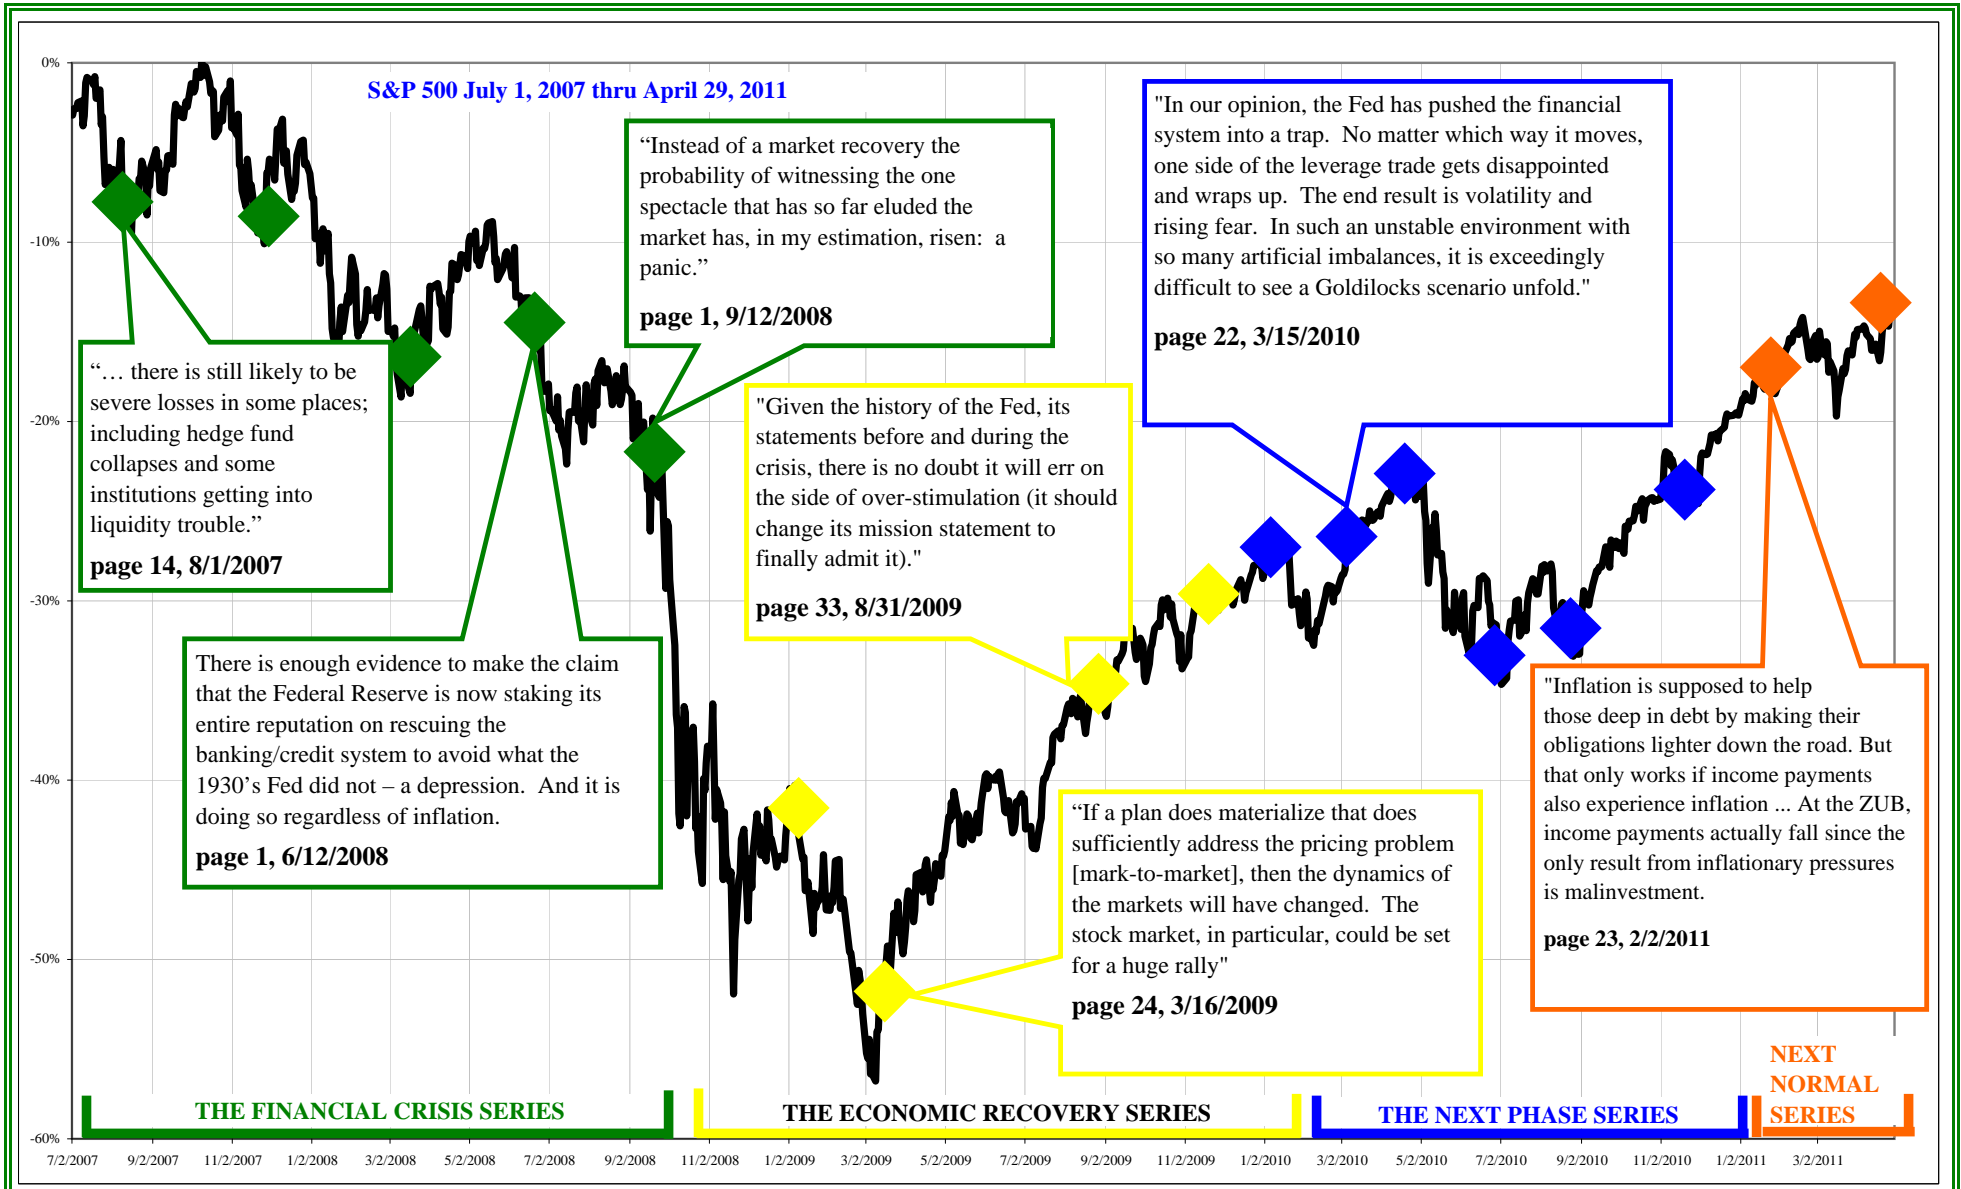 S&P 500 July 1, 2007 thru April 29, 2011
0%
-10%
-20%
-30%
-40%
-50%
-60%
“… there is still likely to be
severe losses in some places;
including hedge fund
collapses and some
institutions getting into
liquidity trouble.”
page 14, 8/1/2007
There is enough evidence to make the claim
that the Federal Reserve is now staking its
entire reputation on rescuing the
banking/credit system to avoid what the
1930’s Fed did not – a depression.  And it is
doing so regardless of inflation.
page 1, 6/12/2008
“Instead of a market recovery the
probability of witnessing the one
spectacle that has so far eluded the
market has, in my estimation, risen:  a
panic.”
page 1, 9/12/2008
"Given the history of the Fed, its
statements before and during the
crisis, there is no doubt it will err on
the side of over-stimulation (it should
change its mission statement to
finally admit it)."
page 33, 8/31/2009
“If a plan does materialize that does
sufficiently address the pricing problem
[mark-to-market], then the dynamics of
the markets will have changed.  The
stock market, in particular, could be set
for a huge rally"
page 24, 3/16/2009
"In our opinion, the Fed has pushed the financial
system into a trap.  No matter which way it moves,
one side of the leverage trade gets disappointed
and wraps up.  The end result is volatility and
rising fear.  In such an unstable environment with
so many artificial imbalances, it is exceedingly
difficult to see a Goldilocks scenario unfold."
page 22, 3/15/2010
"Inflation is supposed to help
those deep in debt by making their
obligations lighter down the road. But
that only works if income payments
also experience inflation ... At the ZUB,
income payments actually fall since the
only result from inflationary pressures
is malinvestment.
page 23, 2/2/2011
THE FINANCIAL CRISIS SERIES
THE ECONOMIC RECOVERY SERIES
THE NEXT PHASE SERIES
NEXT
NORMAL
SERIES
7/2/2007
9/2/2007
11/2/2007
1/2/2008
3/2/2008
5/2/2008
7/2/2008
9/2/2008
11/2/2008
1/2/2009
3/2/2009
5/2/2009
7/2/2009
9/2/2009
11/2/2009
1/2/2010
3/2/2010
5/2/2010
7/2/2010
9/2/2010
11/2/2010
1/2/2011
3/2/2011